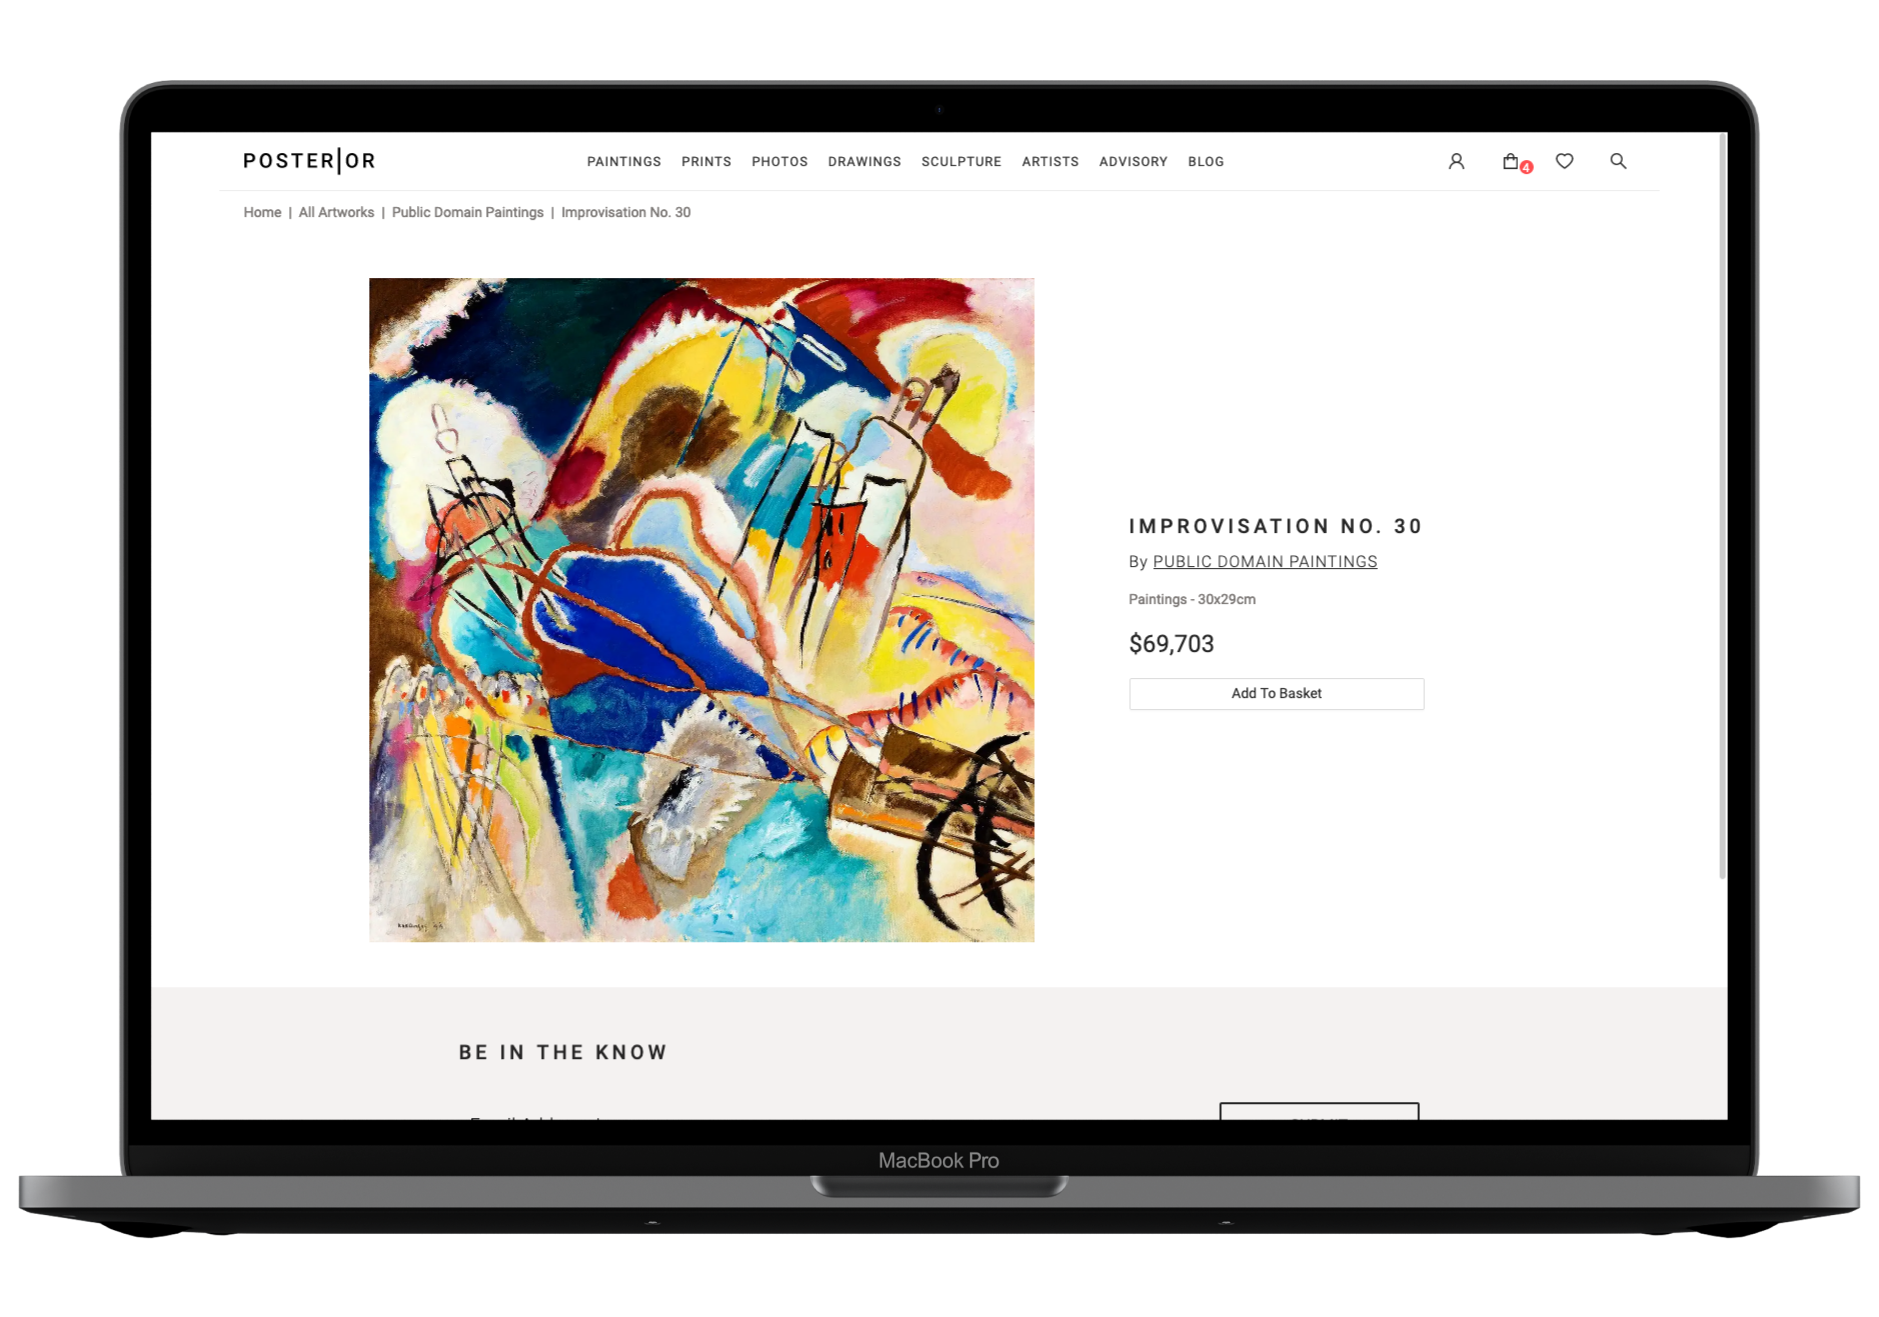 POSTER|OR
PAINTINGS PRINTS PHOTOS DRAWINGS SCULPTURE ARTISTS ADVISORY BLOG
4
Home | All Artworks | Public Domain Paintings | Improvisation No. 30
IMPROVISATION NO. 30
By PUBLIC DOMAIN PAINTINGS
Paintings - 30x29cm
$69,703
Add To Basket
BE IN THE KNOW
MacBook Pro